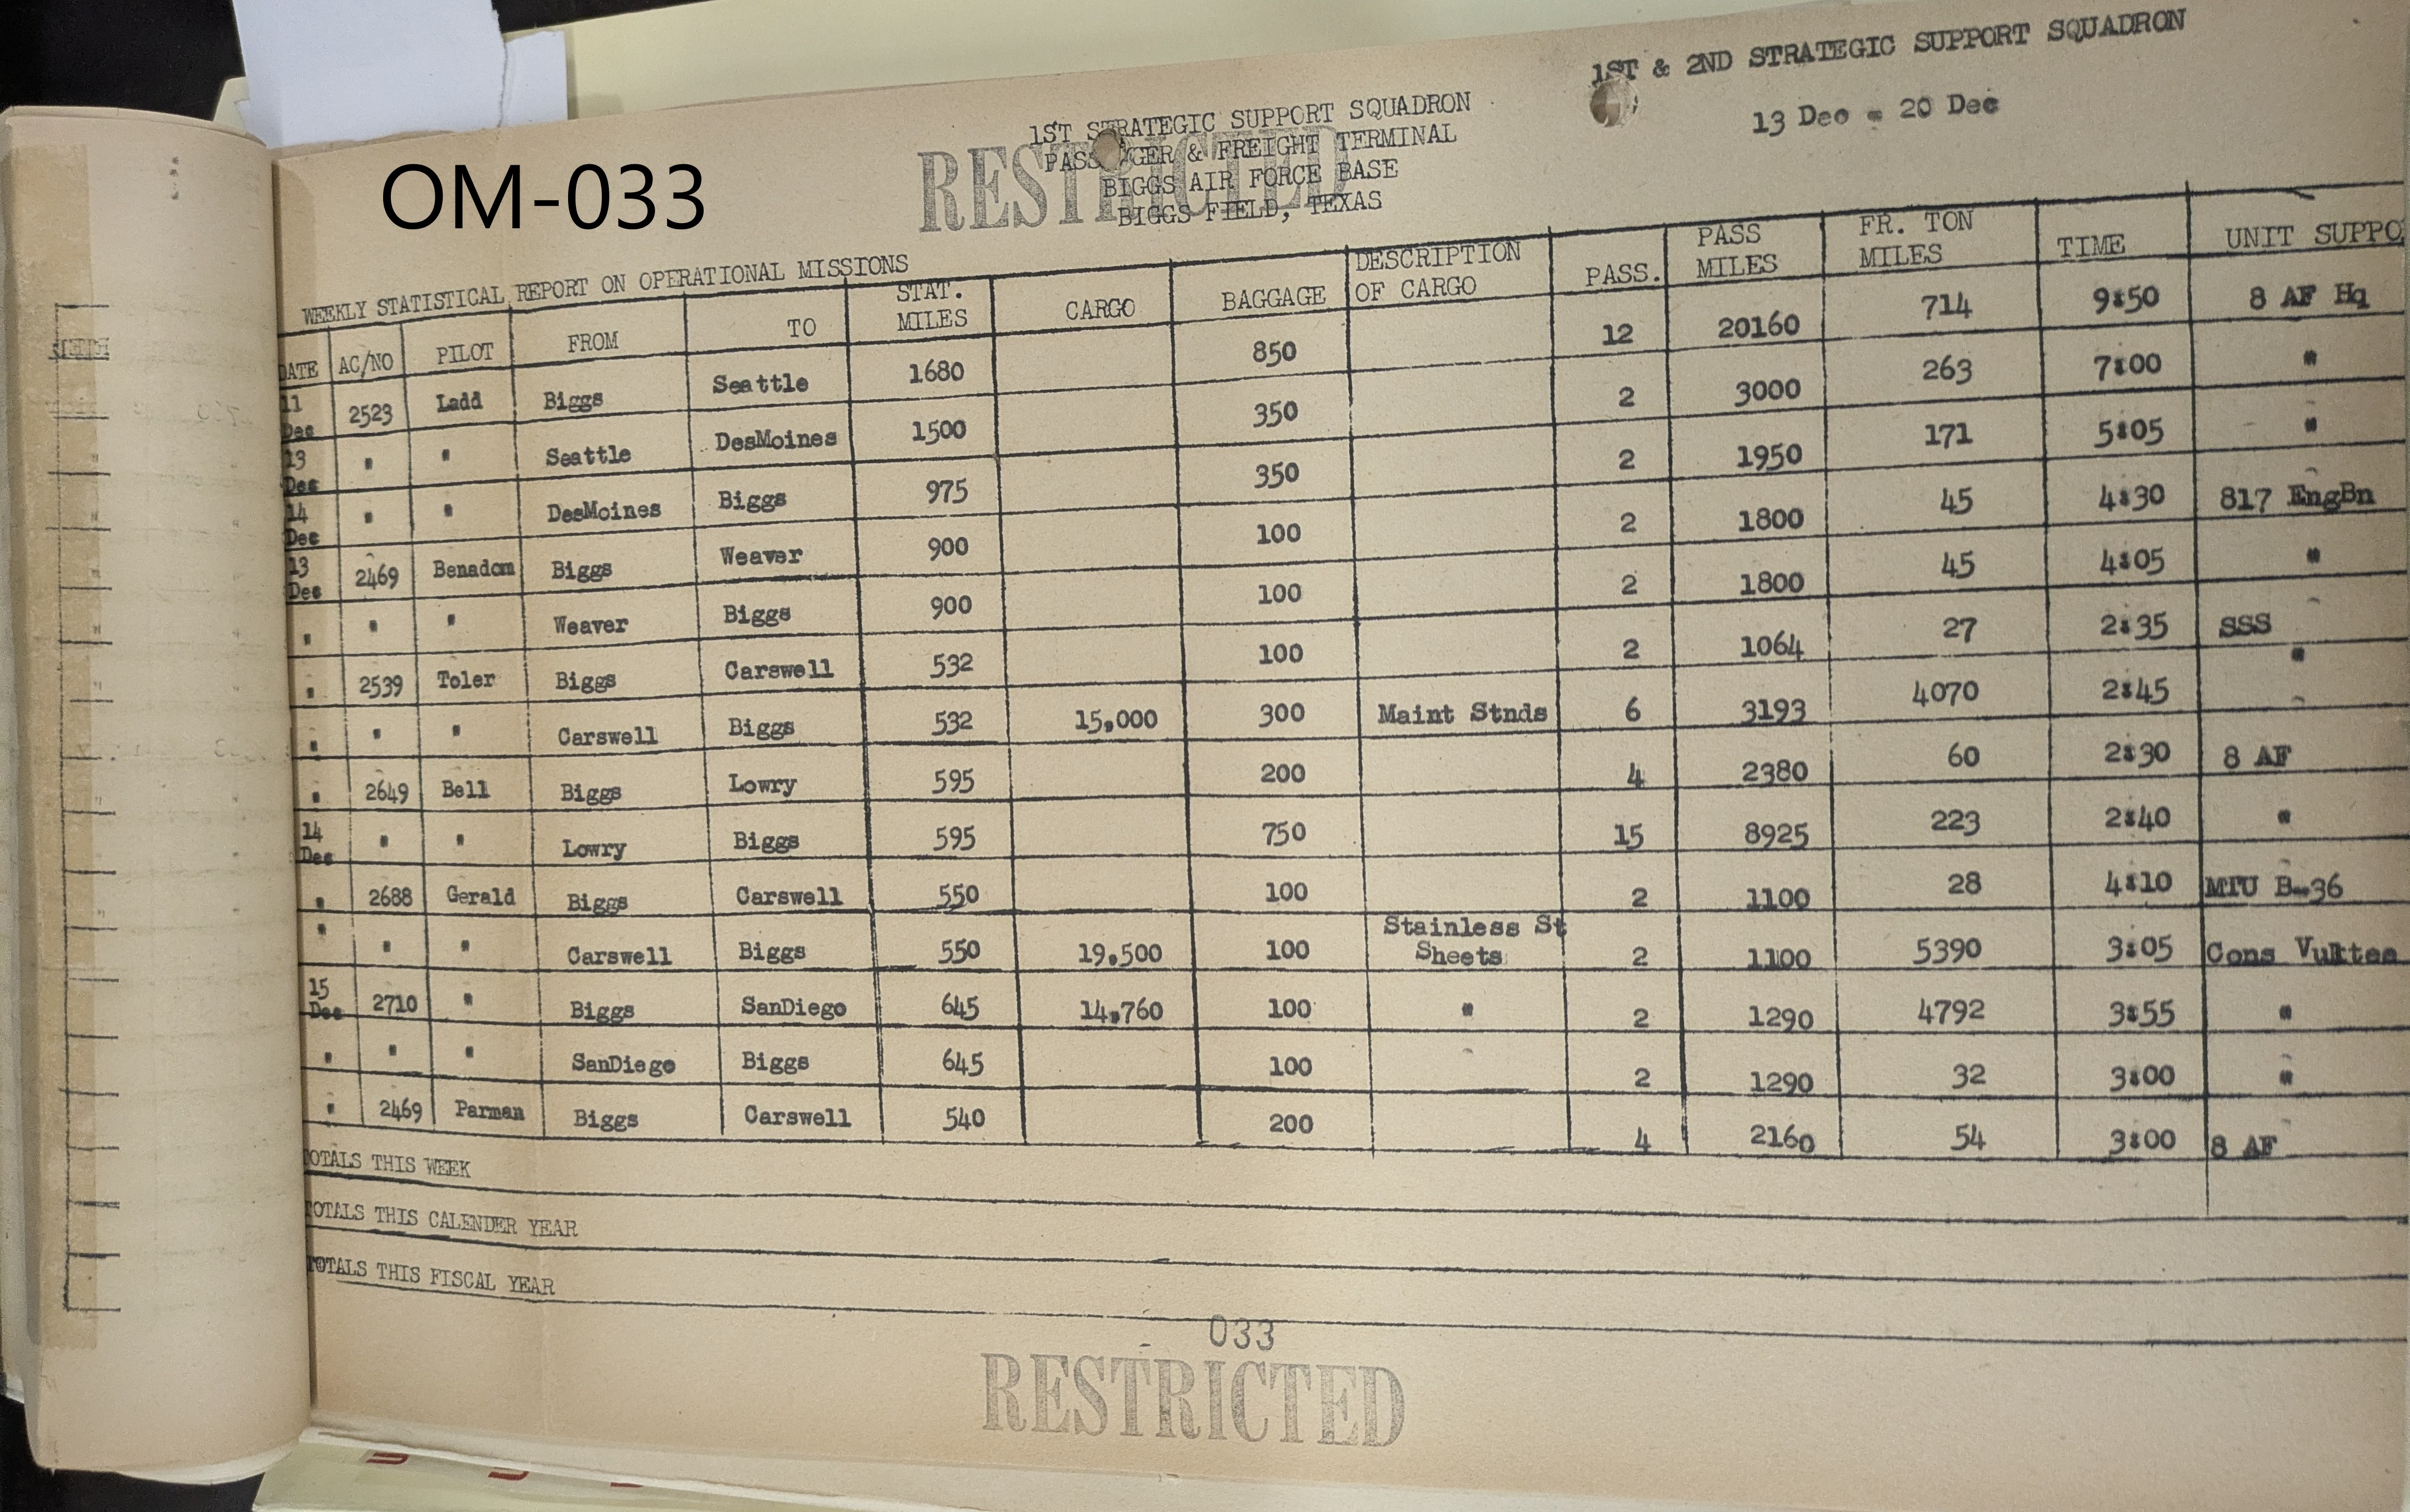 1ST & 2ND STRATEGIC SUPPORT SQUADRON
13 Dec - 20 Dec
OM-033
RESTRICTED
1ST STRATEGIC SUPPORT SQUADRON
& FREIGHT TERMINAL
BIGGS AIR FORCE BASE
BIGGS FIELD, TEXAS
WEEKLY STATISTICAL REPORT ON OPERATIONAL MISSIONS
DATE AC/NO PILOT FROM TO STAT. MILES CARGO BAGGAGE DESCRIPTION OF CARGO PASS. PASS MILES FR. TON MILES TIME UNIT SUPPO
11 Dec 2523 Ladd Biggs Seattle 1680 850 12 20160 714 9:50 8 AF Hq
13 Dec " " Seattle DesMoines 1500 350 2 3000 263 7:00 "
14 Dec " " DesMoines Biggs 975 350 2 1950 171 5:05 "
13 Dec 2469 Benadom Biggs Weaver 900 100 2 1800 45 4:30 817 EngBn
" " " Weaver Biggs 900 100 2 1800 45 4:05 "
" 2539 Toler Biggs Carswell 532 100 2 1064 27 2:35 SSS
" " " Carswell Biggs 532 15,000 300 Maint Stnds 6 3193 4070 2:45 "
" 2649 Bell Biggs Lowry 595 200 4 2380 60 2:30 8 AF
14 Dec " " Lowry Biggs 595 750 15 8925 223 2:40 "
" 2688 Gerald Biggs Carswell 550 100 2 1100 28 4:10 MTU B-36
" " " Carswell Biggs 550 19,500 100 Stainless St Sheets 2 1100 5390 3:05 Cons Vultee
15 Dec 2710 " Biggs SanDiego 645 14,760 100 " 2 1290 4792 3:55 "
" " " SanDiego Biggs 645 100 2 1290 32 3:00 "
" 2469 Parman Biggs Carswell 540 200 4 2160 54 3:00 8 AF
TOTALS THIS WEEK
TOTALS THIS CALENDER YEAR
TOTALS THIS FISCAL YEAR
033
RESTRICTED